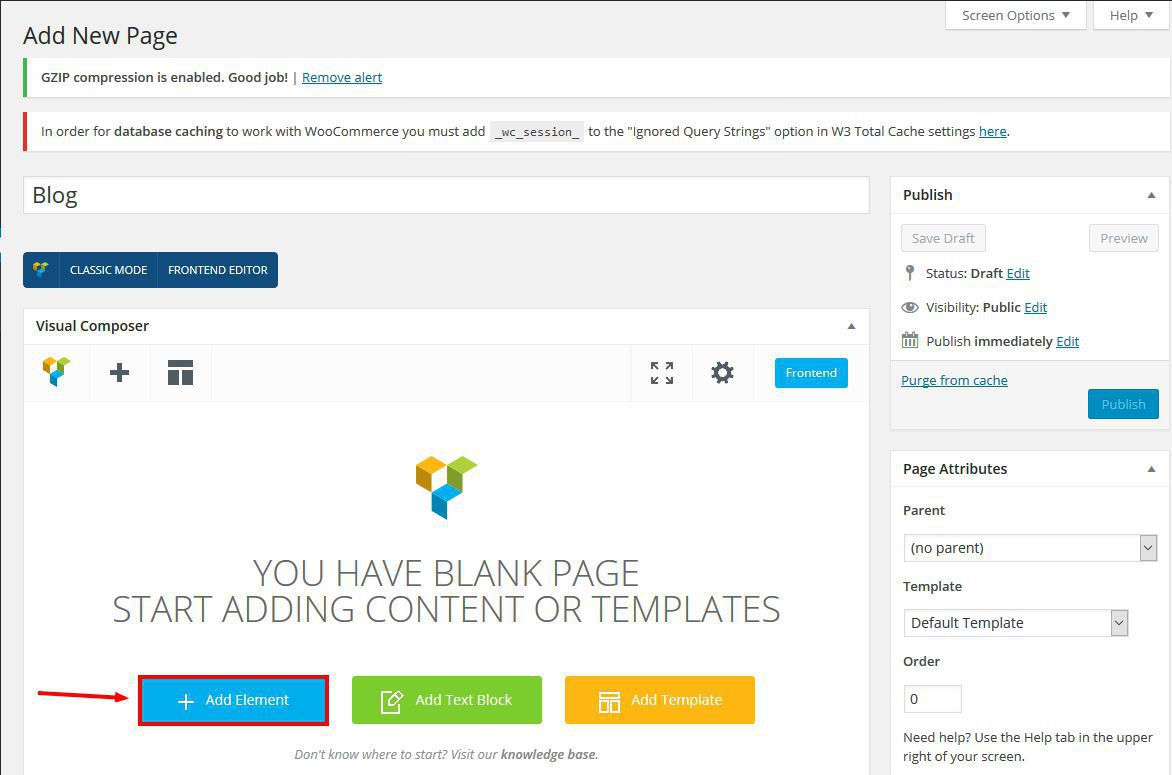 Screen Options
Help
Add New Page
GZIP compression is enabled. Good job! | Remove alert
In order for database caching to work with WooCommerce you must add _wc_session_ to the "Ignored Query Strings" option in W3 Total Cache settings here.
Blog
CLASSIC MODE FRONTEND EDITOR
Visual Composer
Frontend
YOU HAVE BLANK PAGE
START ADDING CONTENT OR TEMPLATES
Add Element
Add Text Block
Add Template
Don't know where to start? Visit our knowledge base.
Publish
Save Draft
Preview
Status: Draft Edit
Visibility: Public Edit
Publish immediately Edit
Purge from cache
Publish
Page Attributes
Parent
(no parent)
Template
Default Template
Order
0
Need help? Use the Help tab in the upper
right of your screen.